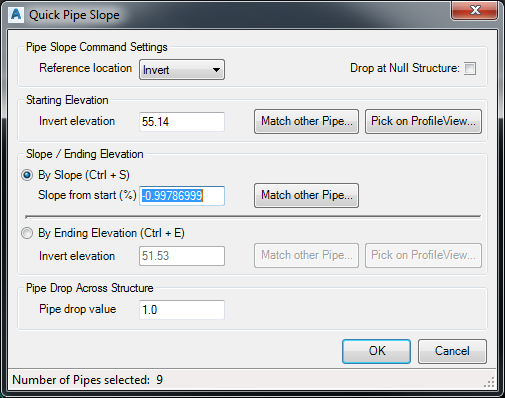 Quick Pipe Slope
Pipe Slope Command Settings
Reference location Invert Drop at Null Structure:
Starting Elevation
Invert elevation 55.14 Match other Pipe... Pick on ProfileView...
Slope / Ending Elevation
By Slope (Ctrl + S)
Slope from start (%) -0.99786999 Match other Pipe...
By Ending Elevation (Ctrl + E)
Invert elevation 51.53 Match other Pipe... Pick on ProfileView...
Pipe Drop Across Structure
Pipe drop value 1.0
OK Cancel
Number of Pipes selected: 9